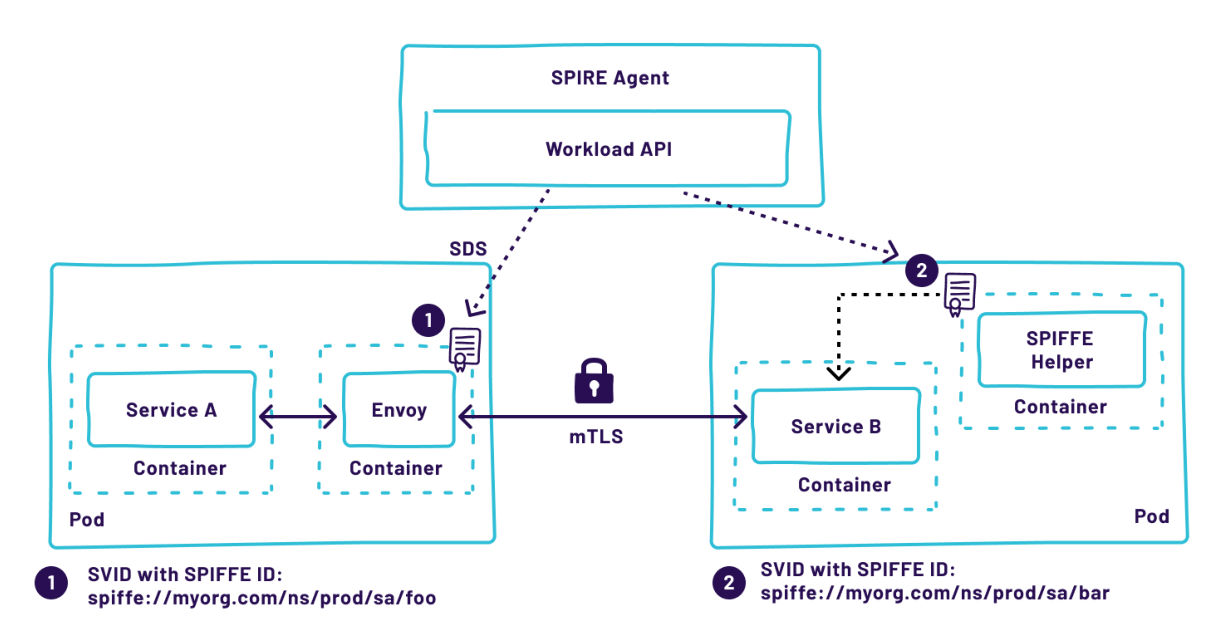 SPIRE Agent
Workload API
SDS
1
Service A
Container
Envoy
Container
Pod
mTLS
2
SPIFFE
Helper
Container
Service B
Container
Pod
1
SVID with SPIFFE ID:
spiffe://myorg.com/ns/prod/sa/foo
2
SVID with SPIFFE ID:
spiffe://myorg.com/ns/prod/sa/bar